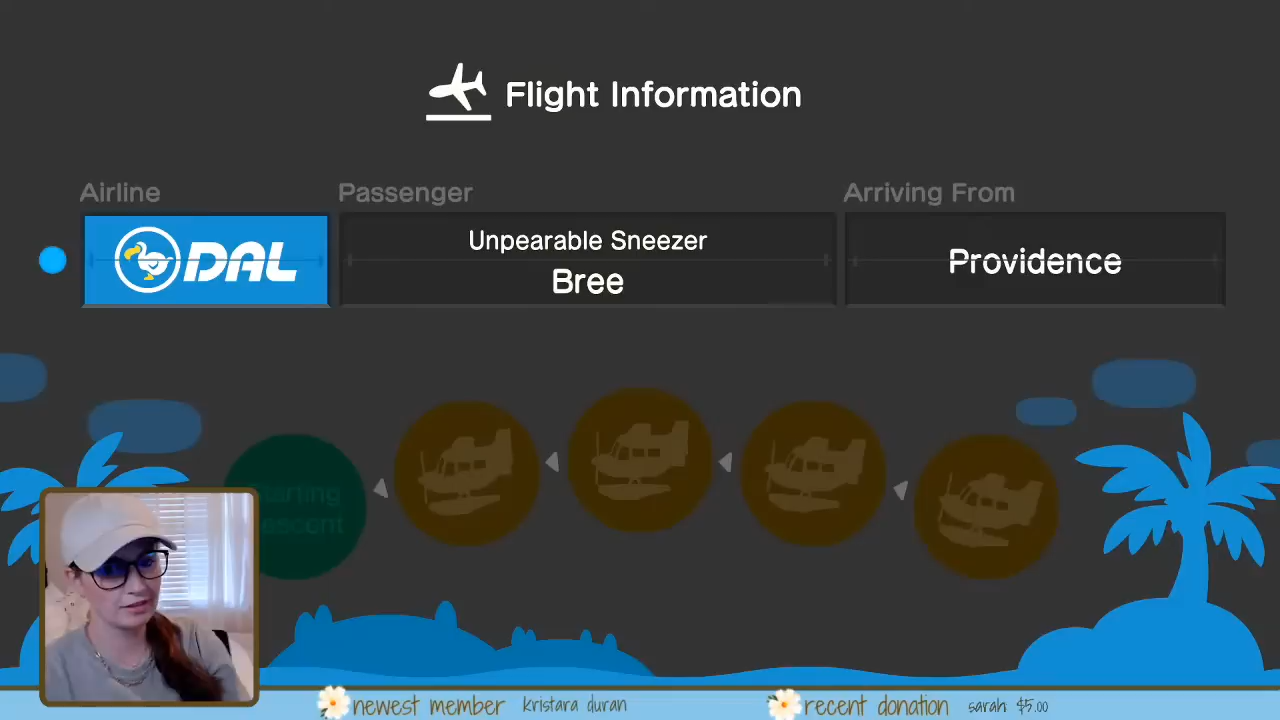 Flight Information
Airline
Passenger
Arriving From
DAL
Unpearable Sneezer
Bree
Providence
newest member kristara duran
recent donation sarah $5.00